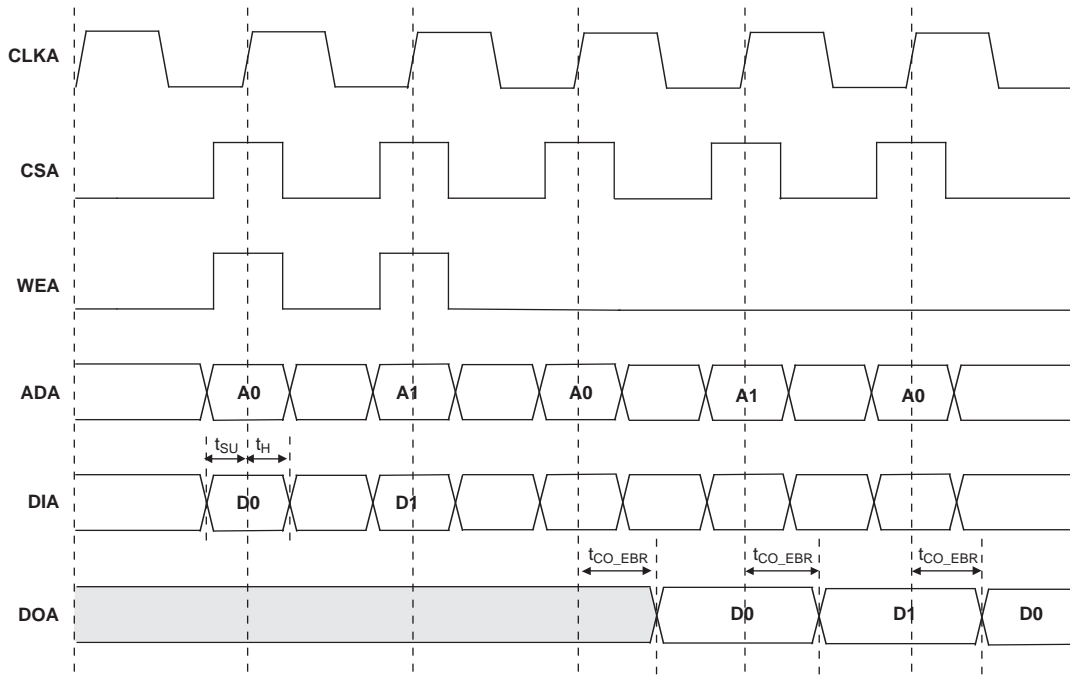 CLKA
CSA
WEA
ADA A0 A1 A0 A1 A0
tSU tH
DIA D0 D1
tCO_EBR tCO_EBR tCO_EBR
DOA D0 D1 D0